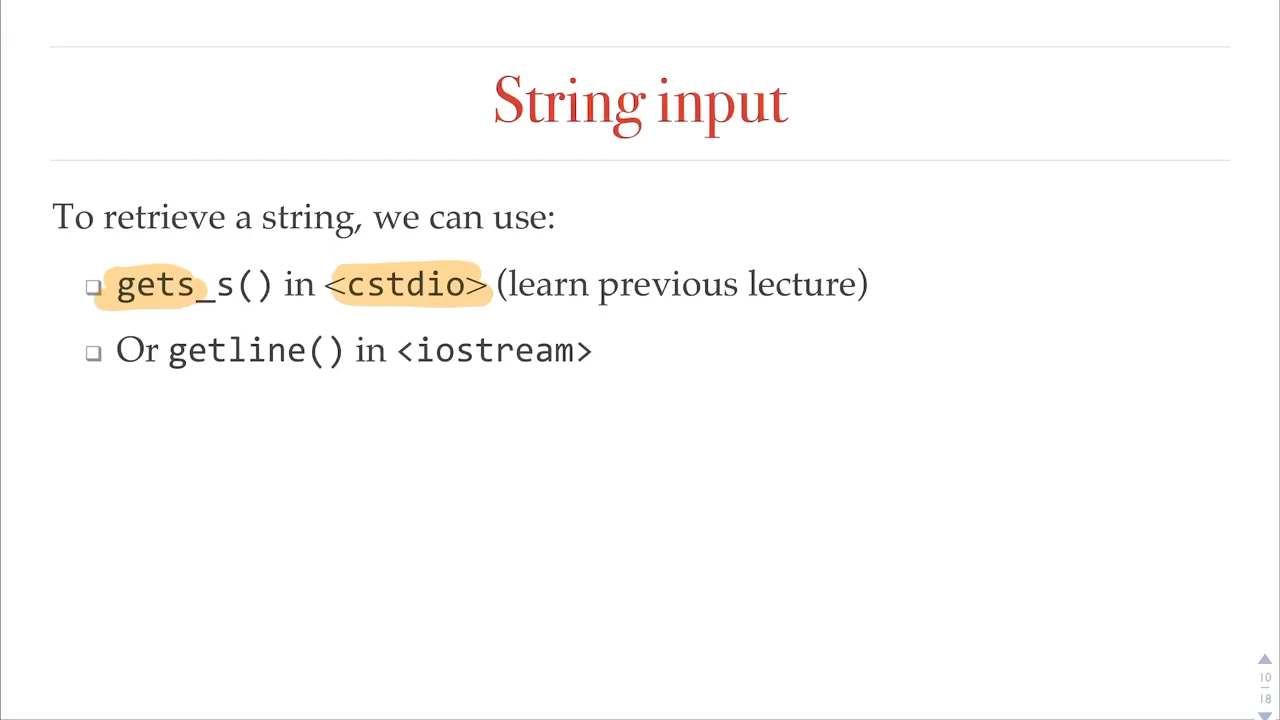 String input
To retrieve a string, we can use:
❑ gets_s() in <cstdio> (learn previous lecture)
❑ Or getline() in <iostream>
10
18